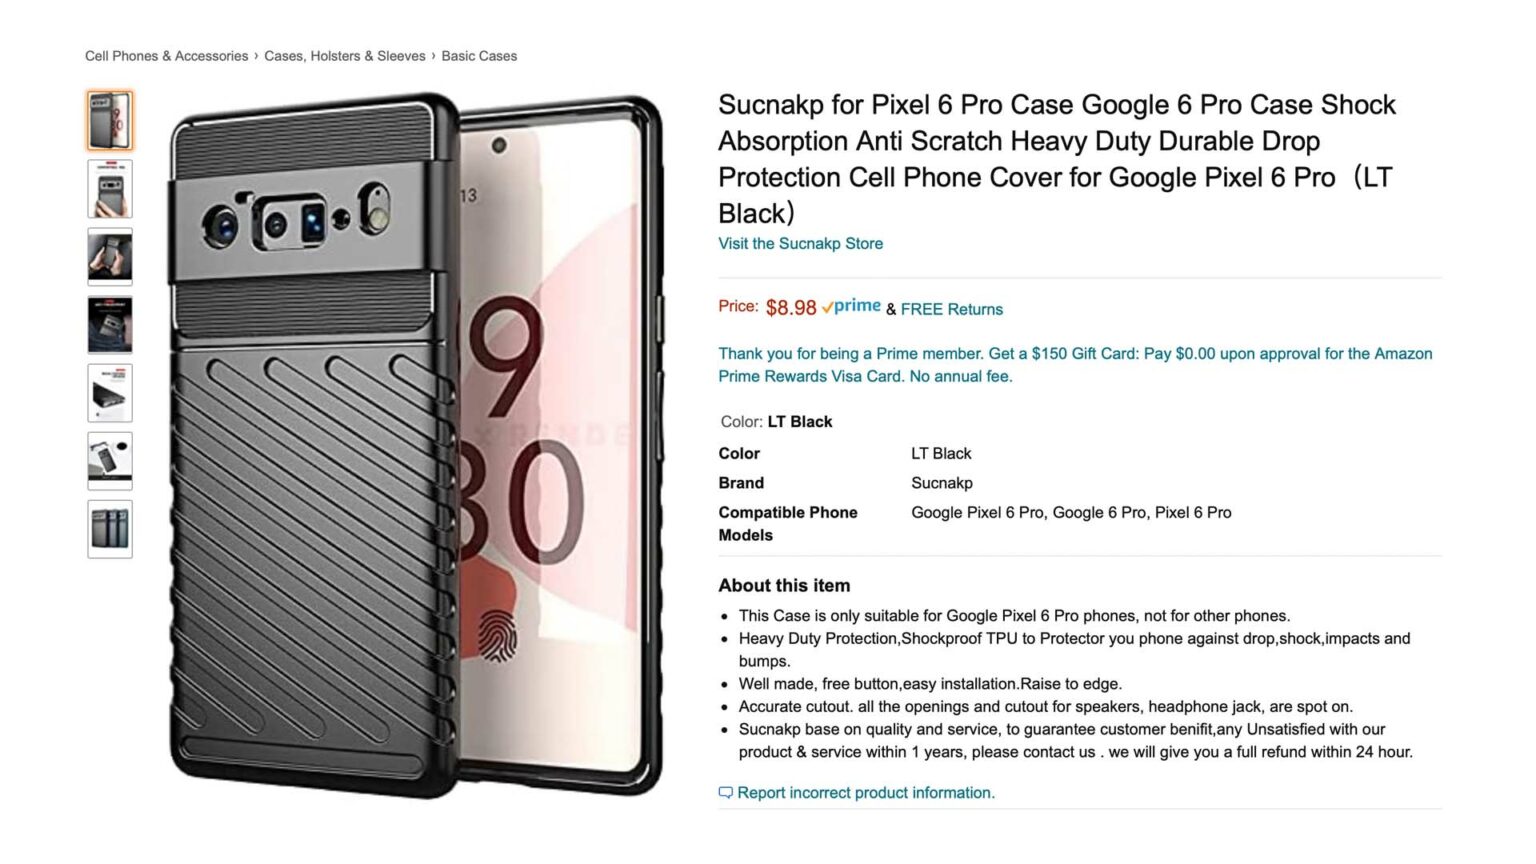 Cell Phones & Accessories › Cases, Holsters & Sleeves › Basic Cases
Sucnakp for Pixel 6 Pro Case Google 6 Pro Case Shock
Absorption Anti Scratch Heavy Duty Durable Drop
Protection Cell Phone Cover for Google Pixel 6 Pro（LT
Black）
Visit the Sucnakp Store
Price: $8.98 prime & FREE Returns
Thank you for being a Prime member. Get a $150 Gift Card: Pay $0.00 upon approval for the Amazon
Prime Rewards Visa Card. No annual fee.
Color: LT Black
Color LT Black
Brand Sucnakp
Compatible Phone Google Pixel 6 Pro, Google 6 Pro, Pixel 6 Pro
Models
About this item
• This Case is only suitable for Google Pixel 6 Pro phones, not for other phones.
• Heavy Duty Protection,Shockproof TPU to Protector you phone against drop,shock,impacts and
bumps.
• Well made, free button,easy installation.Raise to edge.
• Accurate cutout. all the openings and cutout for speakers, headphone jack, are spot on.
• Sucnakp base on quality and service, to guarantee customer benifit,any Unsatisfied with our
product & service within 1 years, please contact us . we will give you a full refund within 24 hour.
Report incorrect product information.
13
9
30